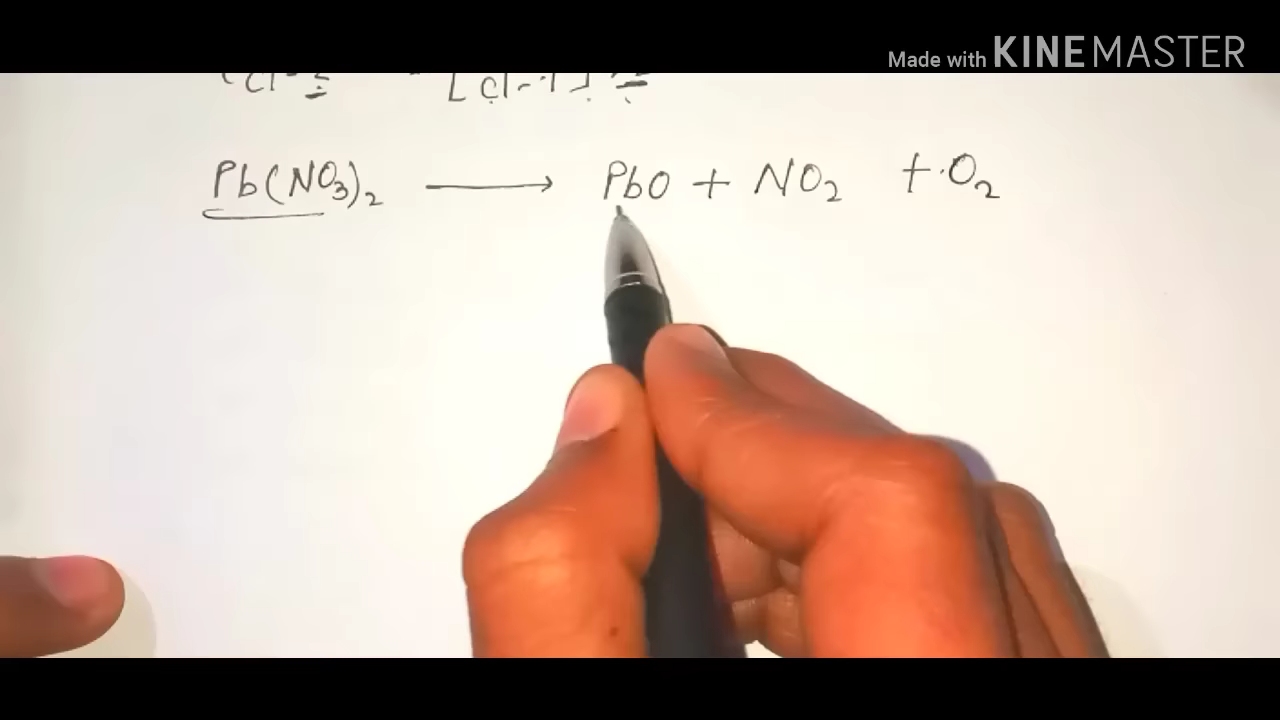 Made with KINEMASTER
Pb(NO₃)₂ ⟶ PbO + NO₂ + O₂